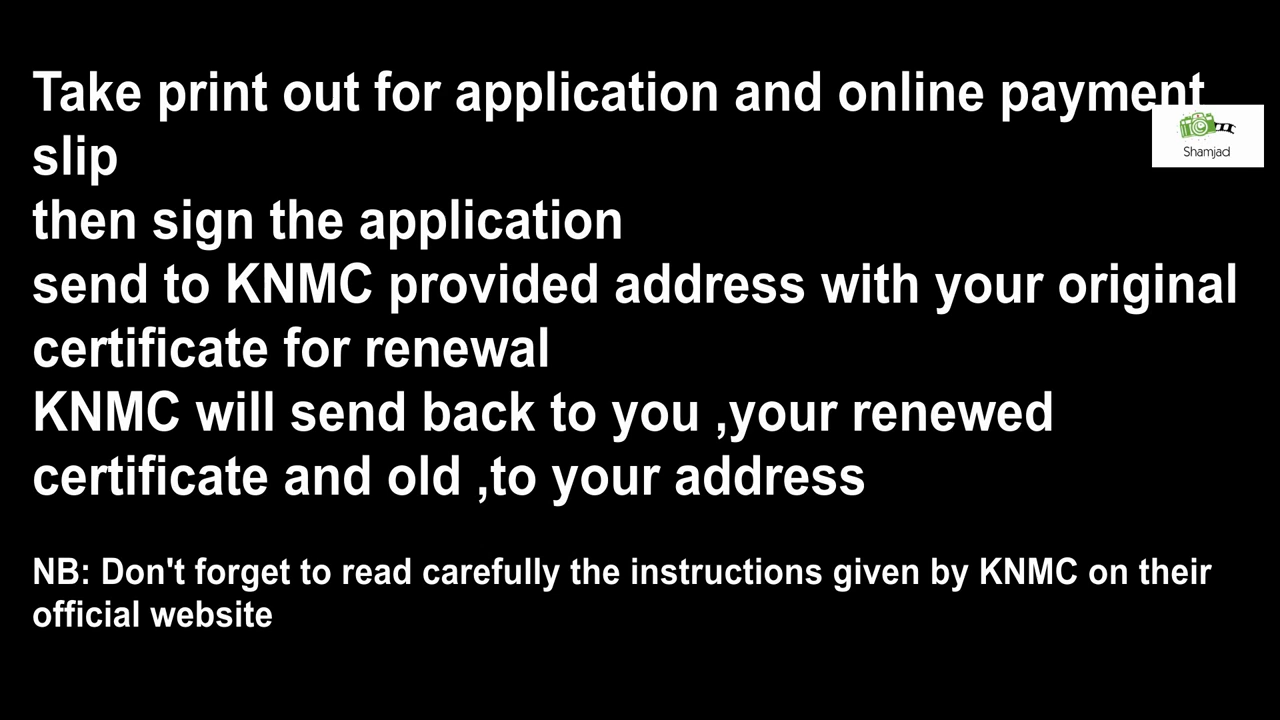 Take print out for application and online payment
slip
Shamjad
then sign the application
send to KNMC provided address with your original
certificate for renewal
KNMC will send back to you ,your renewed
certificate and old ,to your address
NB: Don't forget to read carefully the instructions given by KNMC on their
official website